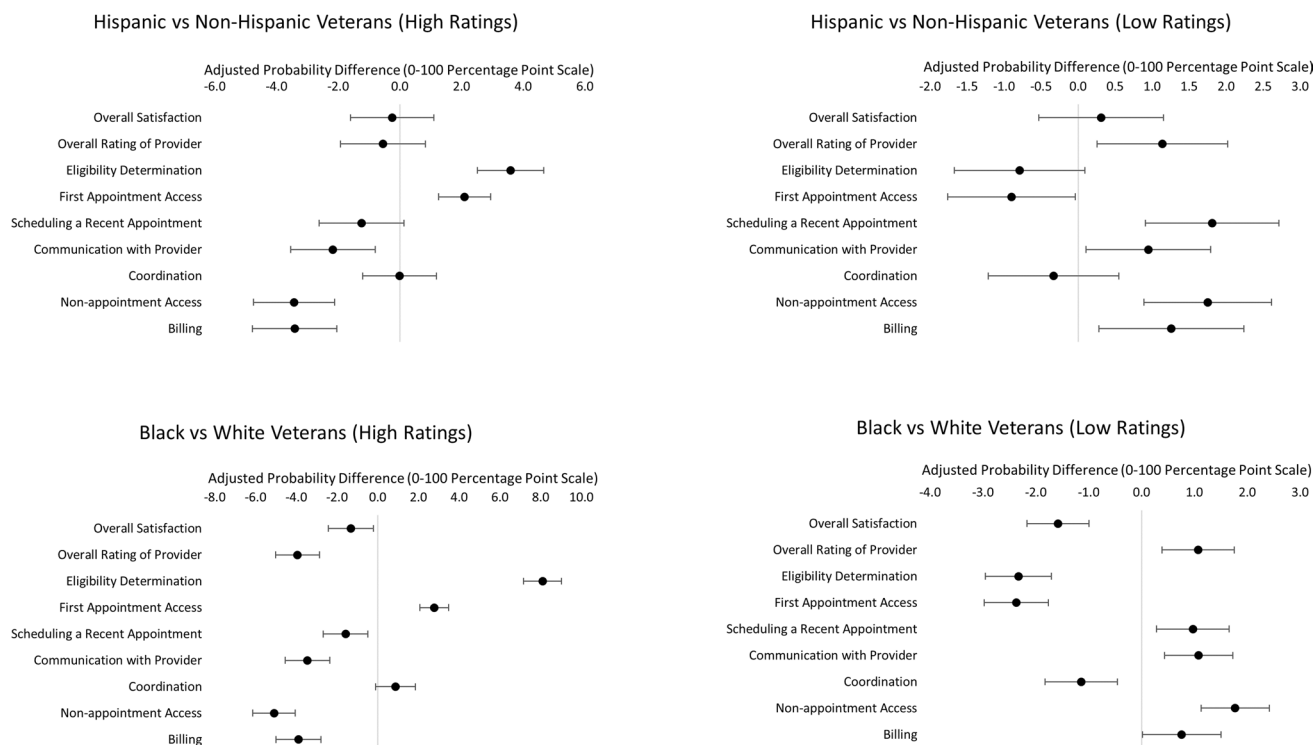 Hispanic vs Non-Hispanic Veterans (High Ratings)
Adjusted Probability Difference (0-100 Percentage Point Scale)
-6.0 -4.0 -2.0 0.0 2.0 4.0 6.0
Overall Satisfaction
Overall Rating of Provider
Eligibility Determination
First Appointment Access
Scheduling a Recent Appointment
Communication with Provider
Coordination
Non-appointment Access
Billing
Hispanic vs Non-Hispanic Veterans (Low Ratings)
Adjusted Probability Difference (0-100 Percentage Point Scale)
-2.0 -1.0 -0.5 0.0 0.5 1.0 2.0 2.5 3.0
Overall Satisfaction
Overall Rating of Provider
Eligibility Determination
First Appointment Access
Scheduling a Recent Appointment
Communication with Provider
Coordination
Non-appointment Access
Billing
Black vs White Veterans (High Ratings)
Adjusted Probability Difference (0-100 Percentage Point Scale)
-8.0 -6.0 -4.0 -2.0 0.0 2.0 4.0 6.0 8.0 10.0
Overall Satisfaction
Overall Rating of Provider
Eligibility Determination
First Appointment Access
Scheduling a Recent Appointment
Communication with Provider
Coordination
Non-appointment Access
Billing
Black vs White Veterans (Low Ratings)
Adjusted Probability Difference (0-100 Percentage Point Scale)
-4.0 -3.0 -2.0 -1.0 0.0 1.0 2.0 3.0
Overall Satisfaction
Overall Rating of Provider
Eligibility Determination
First Appointment Access
Scheduling a Recent Appointment
Communication with Provider
Coordination
Non-appointment Access
Billing